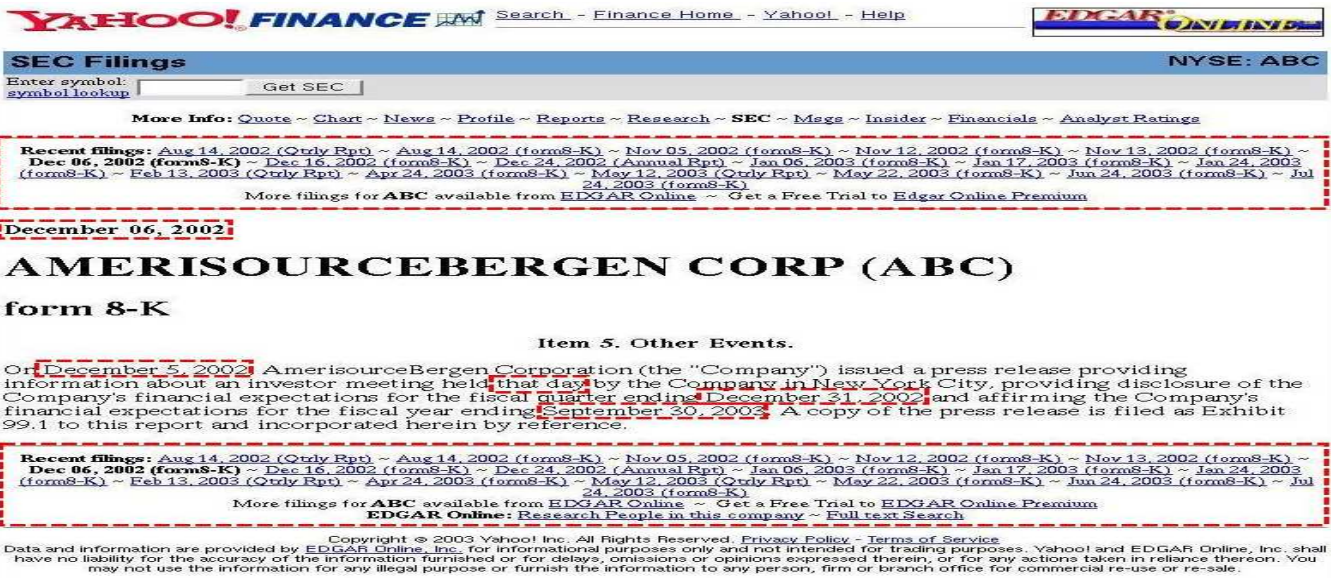 YAHOO! FINANCE Search - Finance Home - Yahoo! - Help EDGAR ONLINE
SEC Filings NYSE: ABC
Enter symbol:
symbol lookup Get SEC
More Info: Quote ~ Chart ~ News ~ Profile ~ Reports ~ Research ~ SEC ~ Msgs ~ Insider ~ Financials ~ Analyst Ratings
Recent filings: Aug 14, 2002 (Qtrly Rpt) ~ Aug 14, 2002 (form8-K) ~ Nov 05, 2002 (form8-K) ~ Nov 12, 2002 (form8-K) ~ Nov 13, 2002 (form8-K) ~
Dec 06, 2002 (form8-K) ~ Dec 16, 2002 (form8-K) ~ Dec 24, 2002 (Annual Rpt) ~ Jan 06, 2003 (form8-K) ~ Jan 17, 2003 (form8-K) ~ Jan 24, 2003
(form8-K) ~ Feb 13, 2003 (Qtrly Rpt) ~ Apr 24, 2003 (form8-K) ~ May 12, 2003 (Qtrly Rpt) ~ May 22, 2003 (form8-K) ~ Jun 24, 2003 (form8-K) ~ Jul
24, 2003 (form8-K)
More filings for ABC available from EDGAR Online ~ Get a Free Trial to Edgar Online Premium
December 06, 2002
AMERISOURCEBERGEN CORP (ABC)
form 8-K
Item 5. Other Events.
On December 5, 2002, AmerisourceBergen Corporation (the "Company") issued a press release providing
information about an investor meeting held that day by the Company in New York City, providing disclosure of the
Company's financial expectations for the fiscal quarter ending December 31, 2002 and affirming the Company's
financial expectations for the fiscal year ending September 30, 2003. A copy of the press release is filed as Exhibit
99.1 to this report and incorporated herein by reference.
Recent filings: Aug 14, 2002 (Qtrly Rpt) ~ Aug 14, 2002 (form8-K) ~ Nov 05, 2002 (form8-K) ~ Nov 12, 2002 (form8-K) ~ Nov 13, 2002 (form8-K) ~
Dec 06, 2002 (form8-K) ~ Dec 16, 2002 (form8-K) ~ Dec 24, 2002 (Annual Rpt) ~ Jan 06, 2003 (form8-K) ~ Jan 17, 2003 (form8-K) ~ Jan 24, 2003
(form8-K) ~ Feb 13, 2003 (Qtrly Rpt) ~ Apr 24, 2003 (form8-K) ~ May 12, 2003 (Qtrly Rpt) ~ May 22, 2003 (form8-K) ~ Jun 24, 2003 (form8-K) ~ Jul
24, 2003 (form8-K)
More filings for ABC available from EDGAR Online ~ Get a Free Trial to EDGAR Online Premium
EDGAR Online: Research People in this company ~ Full text Search
Copyright © 2003 Yahoo! Inc. All Rights Reserved. Privacy Policy - Terms of Service
Data and information are provided by EDGAR Online, Inc. for informational purposes only and not intended for trading purposes. Yahoo! and EDGAR Online, Inc. shall
have no liability for the accuracy of the information furnished or for delays, omissions or opinions expressed therein, or for any actions taken in reliance thereon. You
may not use the information for any illegal purpose or furnish the information to any person, firm or branch office for commercial re-use or re-sale.